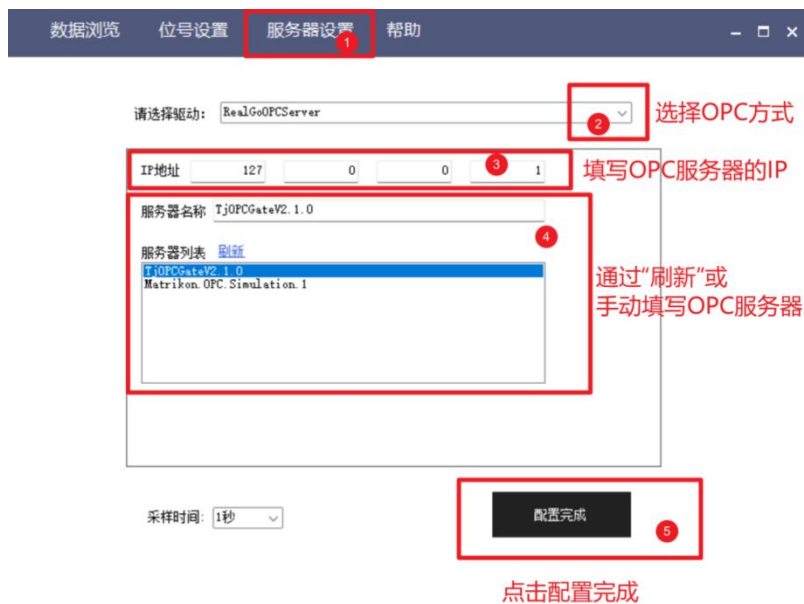 数据浏览 位号设置 服务器设置 帮助
1
请选择驱动: RealGoOPCServer
2
选择OPC方式
IP地址 127 0 0 1
3
填写OPC服务器的IP
服务器名称 TjOPCGateV2.1.0
4
服务器列表 刷新
TjOPCGateV2.1.0
Matrikon.OPC.Simulation.1
通过“刷新”或
手动填写OPC服务器
采样时间: 1秒
配置完成
5
点击配置完成